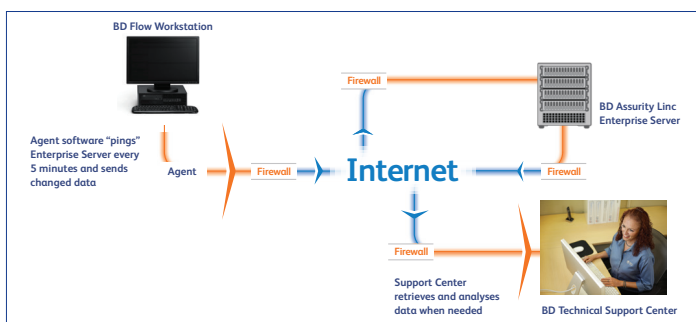 BD Flow Workstation
Firewall
BD Assurity Linc
Enterprise Server
Agent software “pings”
Enterprise Server every
5 minutes and sends
changed data
Agent
Firewall
Internet
Firewall
Firewall
Support Center
retrieves and analyses
data when needed
BD Technical Support Center